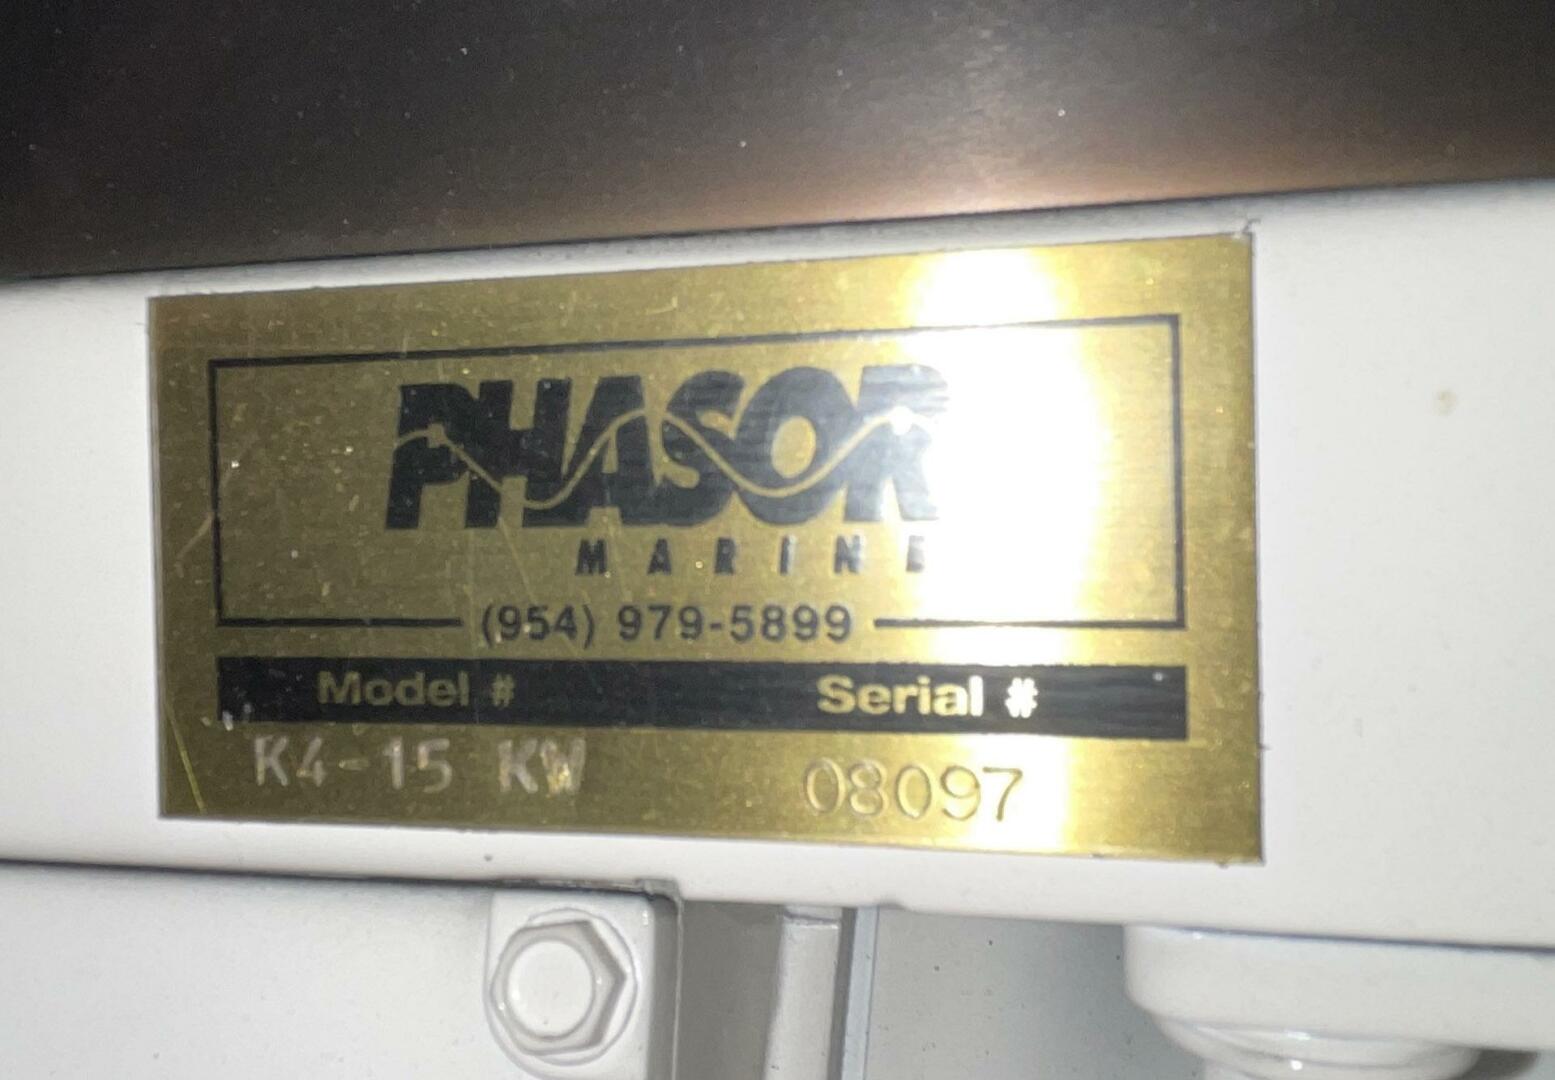 PHASOR
MARINE
(954) 979-5899
Model # Serial #
K4-15 KW 08097